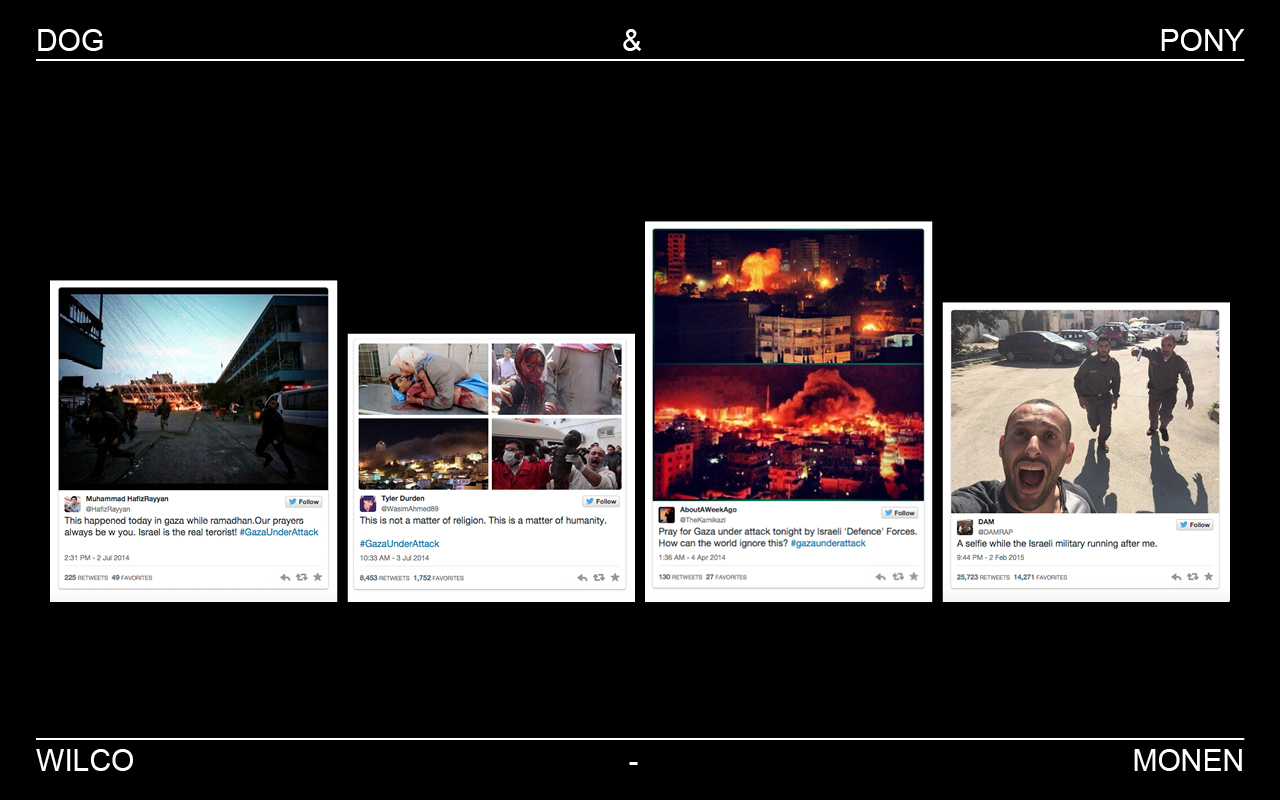 DOG & PONY
Muhammad HafizRayyan
@HafizRayyan
Follow
This happened today in gaza while ramadhan.Our prayers
always be w you. Israel is the real terorist! #GazaUnderAttack
2:31 PM - 2 Jul 2014
225 RETWEETS 49 FAVORITES
Tyler Durden
@WasimAhmed89
Follow
This is not a matter of religion. This is a matter of humanity.
#GazaUnderAttack
10:33 AM - 3 Jul 2014
8,453 RETWEETS 1,752 FAVORITES
AboutAWeekAgo
@TheKamikazi
Follow
Pray for Gaza under attack tonight by Israeli 'Defence' Forces.
How can the world ignore this? #gazaunderattack
1:36 AM - 4 Apr 2014
130 RETWEETS 27 FAVORITES
DAM
@DAMRAP
Follow
A selfie while the Israeli military running after me.
9:44 PM - 2 Feb 2015
25,723 RETWEETS 14,271 FAVORITES
WILCO - MONEN